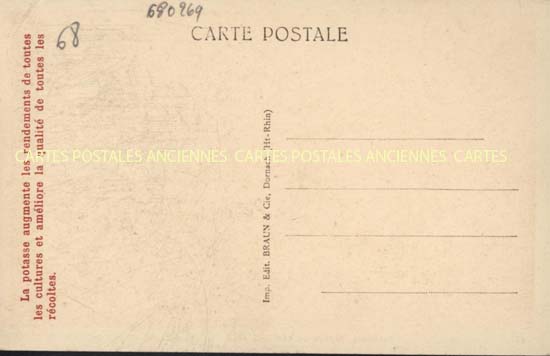 680269
68
CARTE POSTALE
La potasse augmente les rendements de toutes
les cultures et améliore la qualité de toutes les
récoltes.
Imp. Edit. BRAUN & Cie, Dornach (Ht-Rhin)
CARTES POSTALES ANCIENNES CARTES POSTALES ANCIENNES CARTES